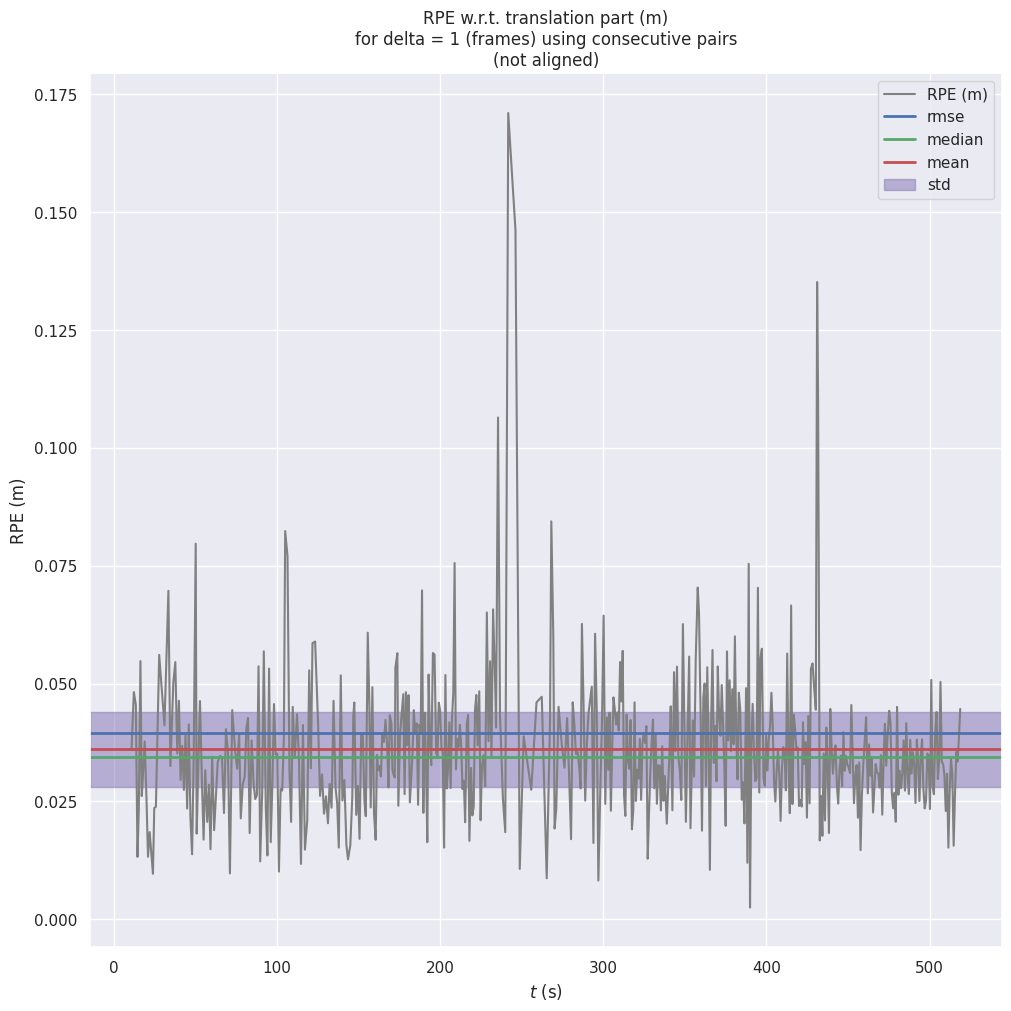 RPE w.r.t. translation part (m)
for delta = 1 (frames) using consecutive pairs
(not aligned)
RPE (m)
rmse
median
mean
std
RPE (m)
0.175
0.150
0.125
0.100
0.075
0.050
0.025
0.000
0
100
200
300
400
500
t (s)